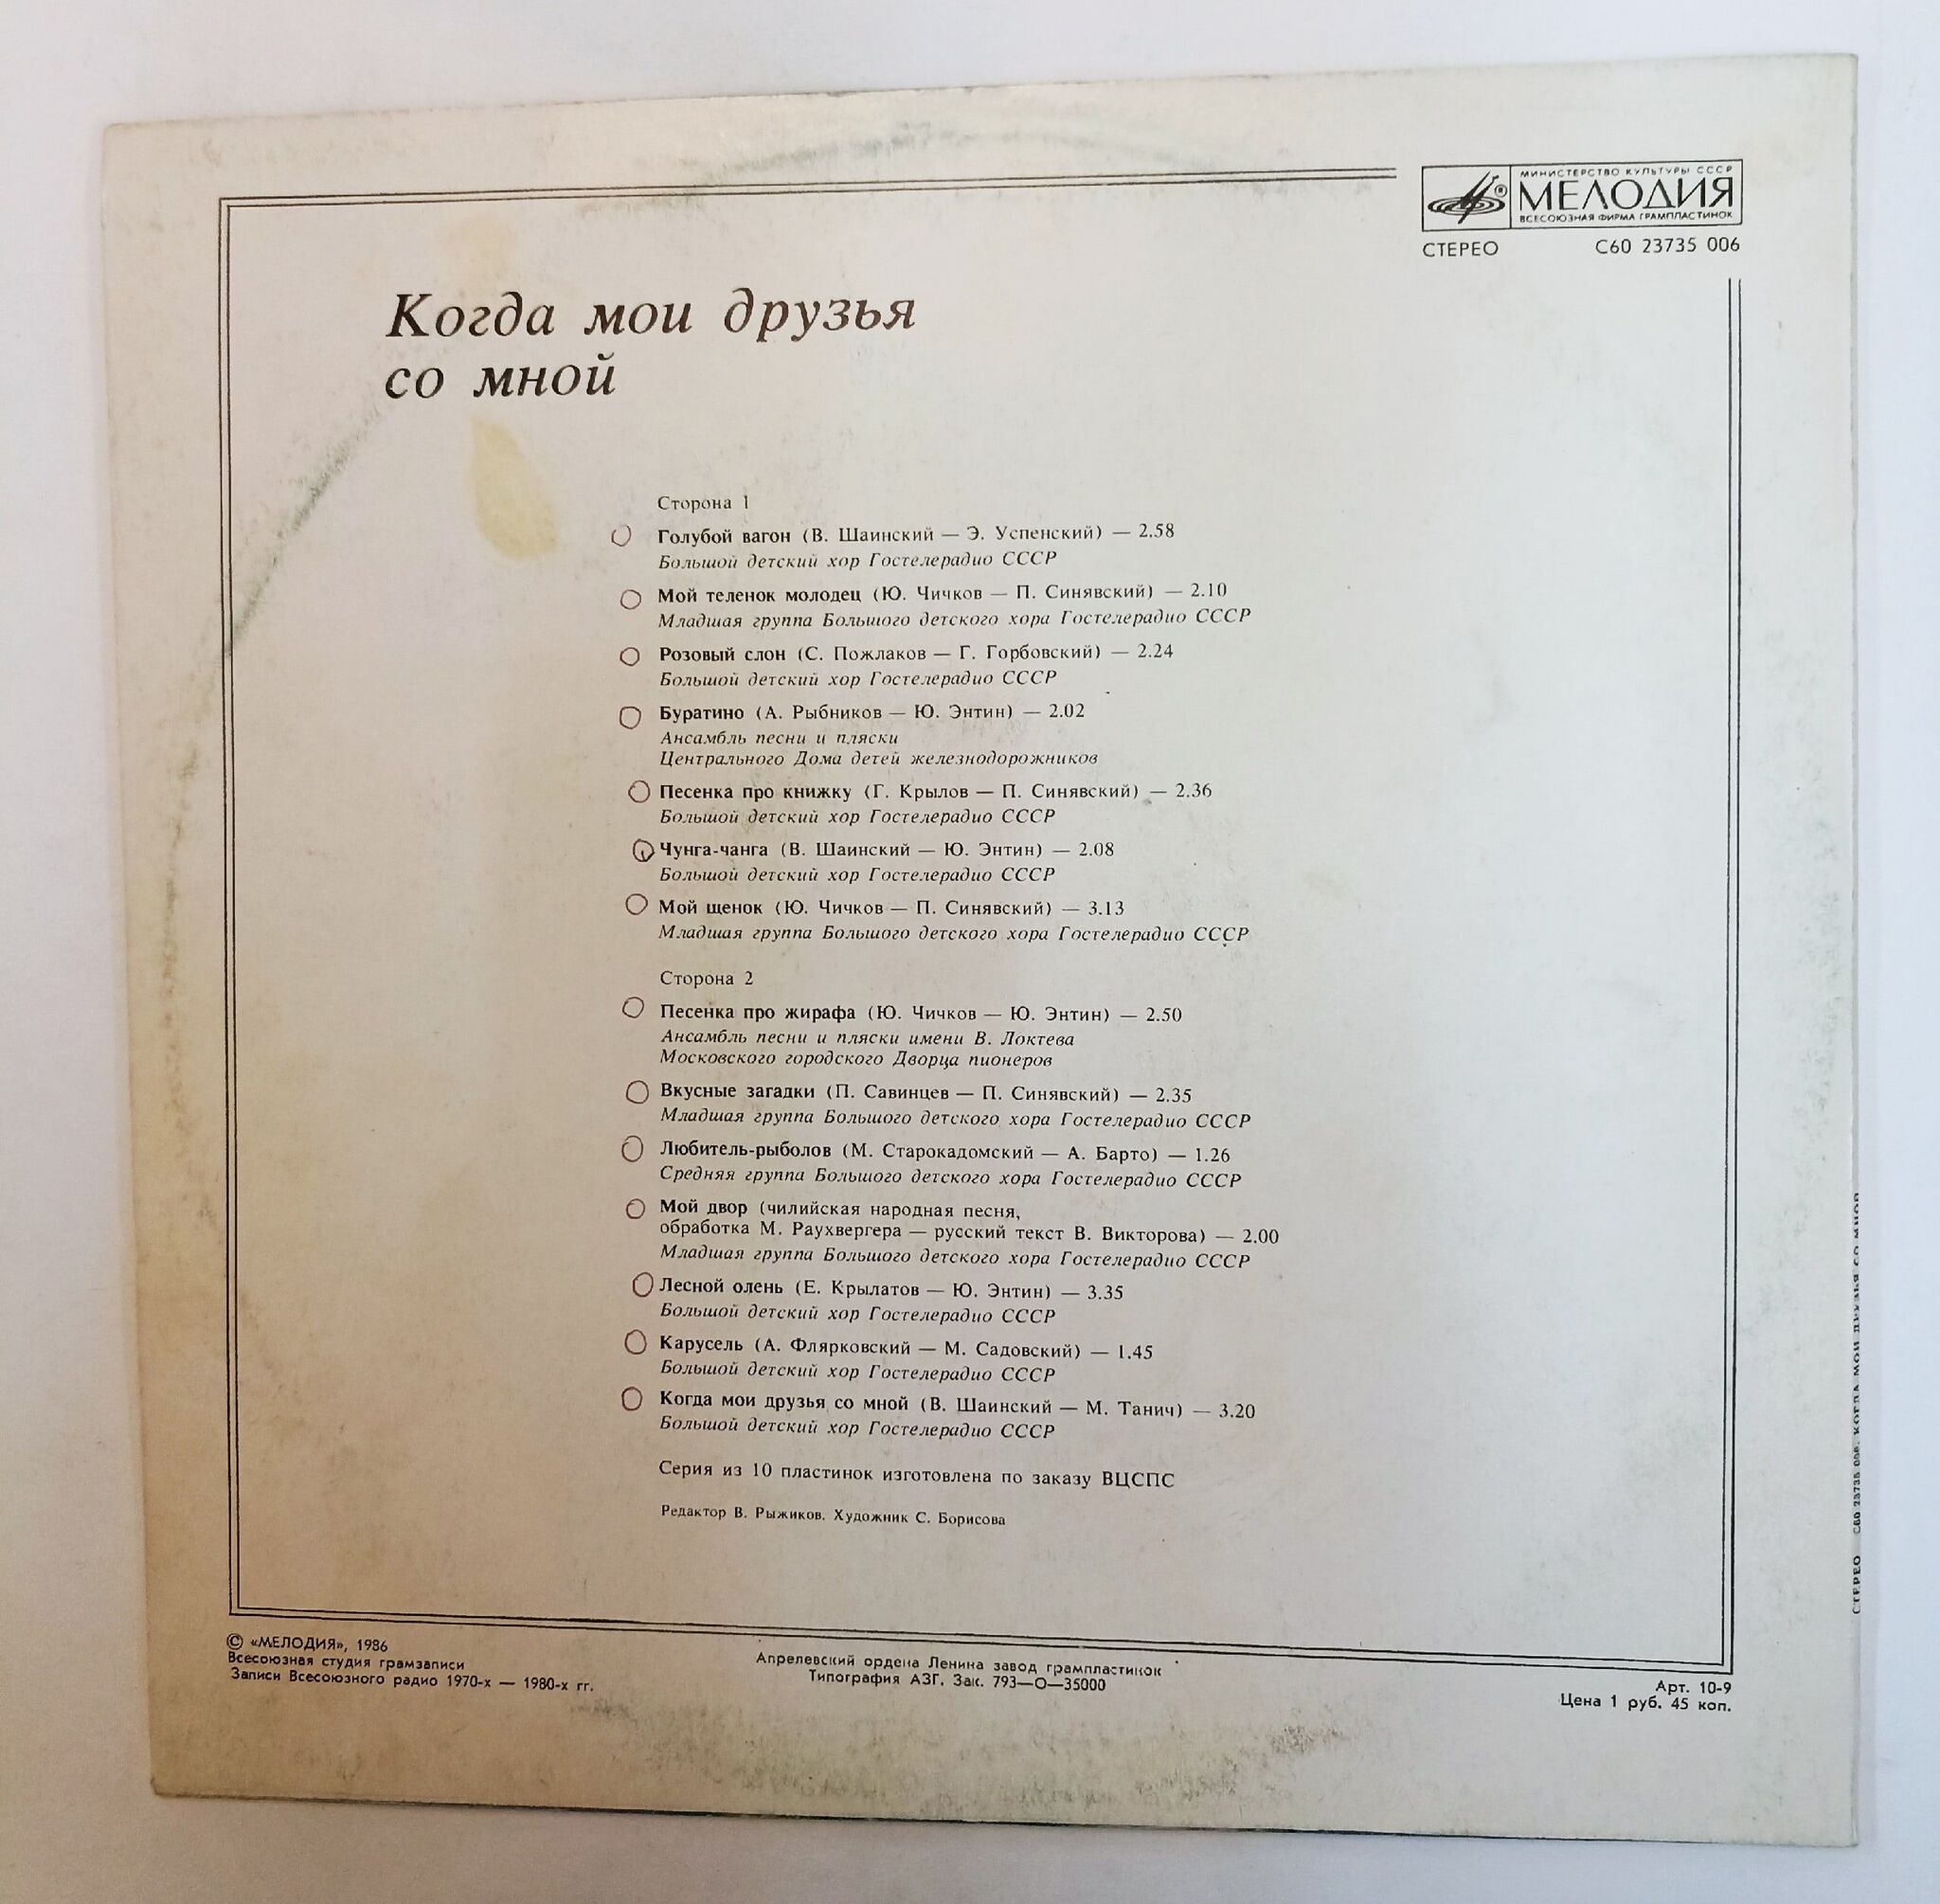 МИНИСТЕРСТВО КУЛЬТУРЫ СССР
МЕЛОДИЯ
ВСЕСОЮЗНАЯ ФИРМА ГРАМПЛАСТИНОК
СТЕРЕО С60 23735 006
Когда мои друзья
со мной
Сторона 1
Голубой вагон (В. Шаинский — Э. Успенский) — 2.58
Большой детский хор Гостелерадио СССР
Мой теленок молодец (Ю. Чичков — П. Синявский) — 2.10
Младшая группа Большого детского хора Гостелерадио СССР
Розовый слон (С. Пожлаков — Г. Горбовский) — 2.24
Большой детский хор Гостелерадио СССР
Буратино (А. Рыбников — Ю. Энтин) — 2.02
Ансамбль песни и пляски
Центрального Дома детей железнодорожников
Песенка про книжку (Г. Крылов — П. Синявский) — 2.36
Большой детский хор Гостелерадио СССР
Чунга-чанга (В. Шаинский — Ю. Энтин) — 2.08
Большой детский хор Гостелерадио СССР
Мой щенок (Ю. Чичков — П. Синявский) — 3.13
Младшая группа Большого детского хора Гостелерадио СССР
Сторона 2
Песенка про жирафа (Ю. Чичков — Ю. Энтин) — 2.50
Ансамбль песни и пляски имени В. Локтева
Московского городского Дворца пионеров
Вкусные загадки (П. Савинцев — П. Синявский) — 2.35
Младшая группа Большого детского хора Гостелерадио СССР
Любитель-рыболов (М. Старокадомский — А. Барто) — 1.26
Средняя группа Большого детского хора Гостелерадио СССР
Мой двор (чилийская народная песня,
обработка М. Раухвергера — русский текст В. Викторова) — 2.00
Младшая группа Большого детского хора Гостелерадио СССР
Лесной олень (Е. Крылатов — Ю. Энтин) — 3.35
Большой детский хор Гостелерадио СССР
Карусель (А. Флярковский — М. Садовский) — 1.45
Большой детский хор Гостелерадио СССР
Когда мои друзья со мной (В. Шаинский — М. Танич) — 3.20
Большой детский хор Гостелерадио СССР
Серия из 10 пластинок изготовлена по заказу ВЦСПС
Редактор В. Рыжиков. Художник С. Борисова
© «МЕЛОДИЯ», 1986
Всесоюзная студия грамзаписи
Записи Всесоюзного радио 1970-х — 1980-х гг.
Апрелевский ордена Ленина завод грампластинок
Типография АЗГ. Зак. 793—О—35000
Арт. 10-9
Цена 1 руб. 45 коп.
СТЕРЕО С60 23735 006. КОГДА МОИ ДРУЗЬЯ СО МНОЙ